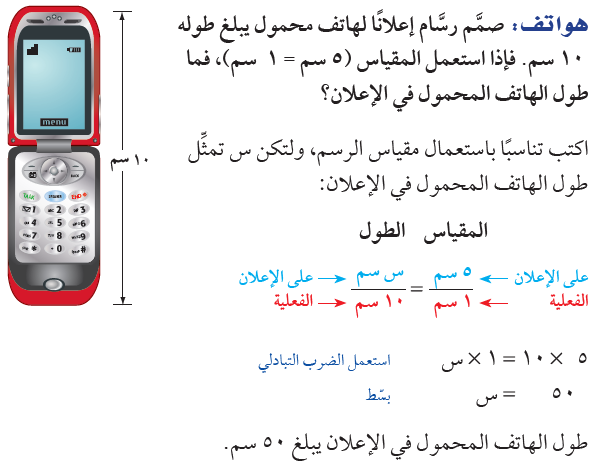 هواتف: صمَّم رسَّام إعلانًا لهاتف محمول يبلغ طوله
١٠ سم. فإذا استعمل المقياس (٥ سم = ١ سم)، فما
طول الهاتف المحمول في الإعلان؟
١٠ سم
menu
اكتب تناسبًا باستعمال مقياس الرسم، ولتكن س تمثِّل
طول الهاتف المحمول في الإعلان:
المقياس الطول
على الإعلان ٥ سم س سم على الإعلان
=
الفعلية ١ سم ١٠ سم الفعلية
٥ × ١٠ = ١ × س استعمل الضرب التبادلي
٥٠ = س بسّط
طول الهاتف المحمول في الإعلان يبلغ ٥٠ سم.